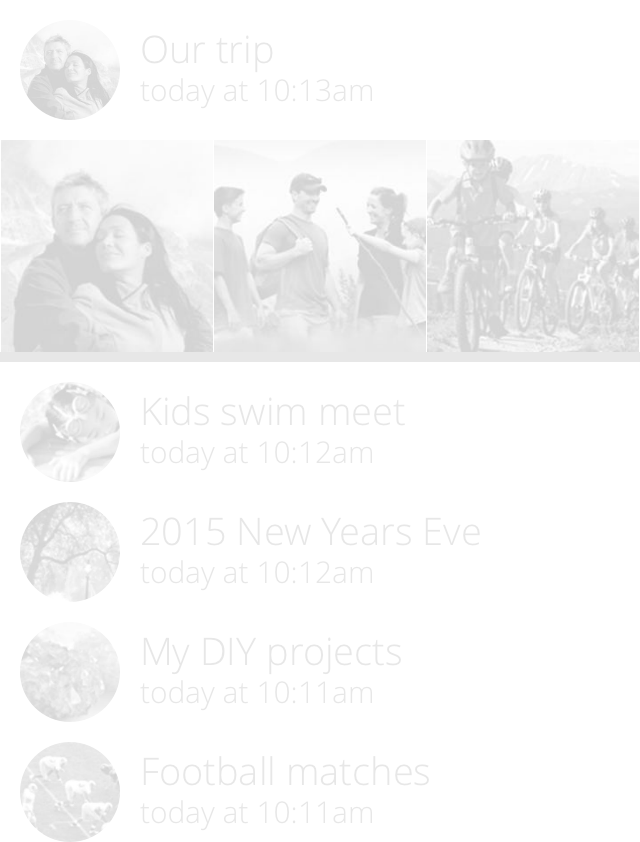 Our trip
today at 10:13am
Kids swim meet
today at 10:12am
2015 New Years Eve
today at 10:12am
My DIY projects
today at 10:11am
Football matches
today at 10:11am